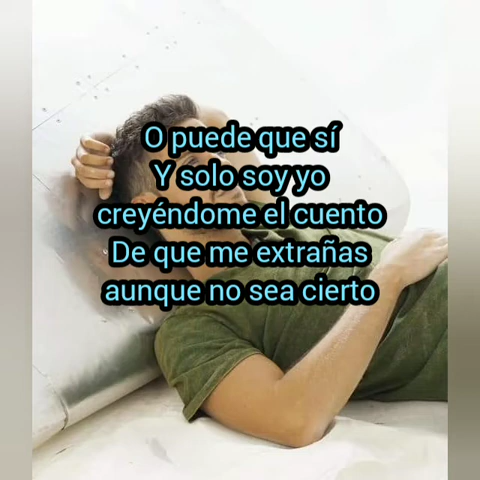 O puede que sí
Y solo soy yo
creyéndome el cuento
De que me extrañas
aunque no sea cierto